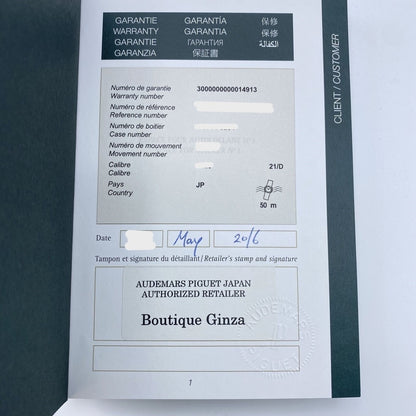 GARANTIE GARANTÍA 保修
WARRANTY GARANTIA 保修
GARANTIE ГАРАНТИЯ
GARANZIA 保証書
CLIENT / CUSTOMER
Numéro de garantie 3000000000014913
Warranty number
Numéro de référence
Reference number
Numéro de boîtier
Case number
Numéro de mouvement
Movement number
Calibre 21/D
Calibre
Pays JP
Country
50 m
Date May 2016
Tampon et signature du détaillant / Retailer's stamp and signature
AUDEMARS PIGUET JAPAN
AUTHORIZED RETAILER
Boutique Ginza
AUDEMARS PIGUET
1